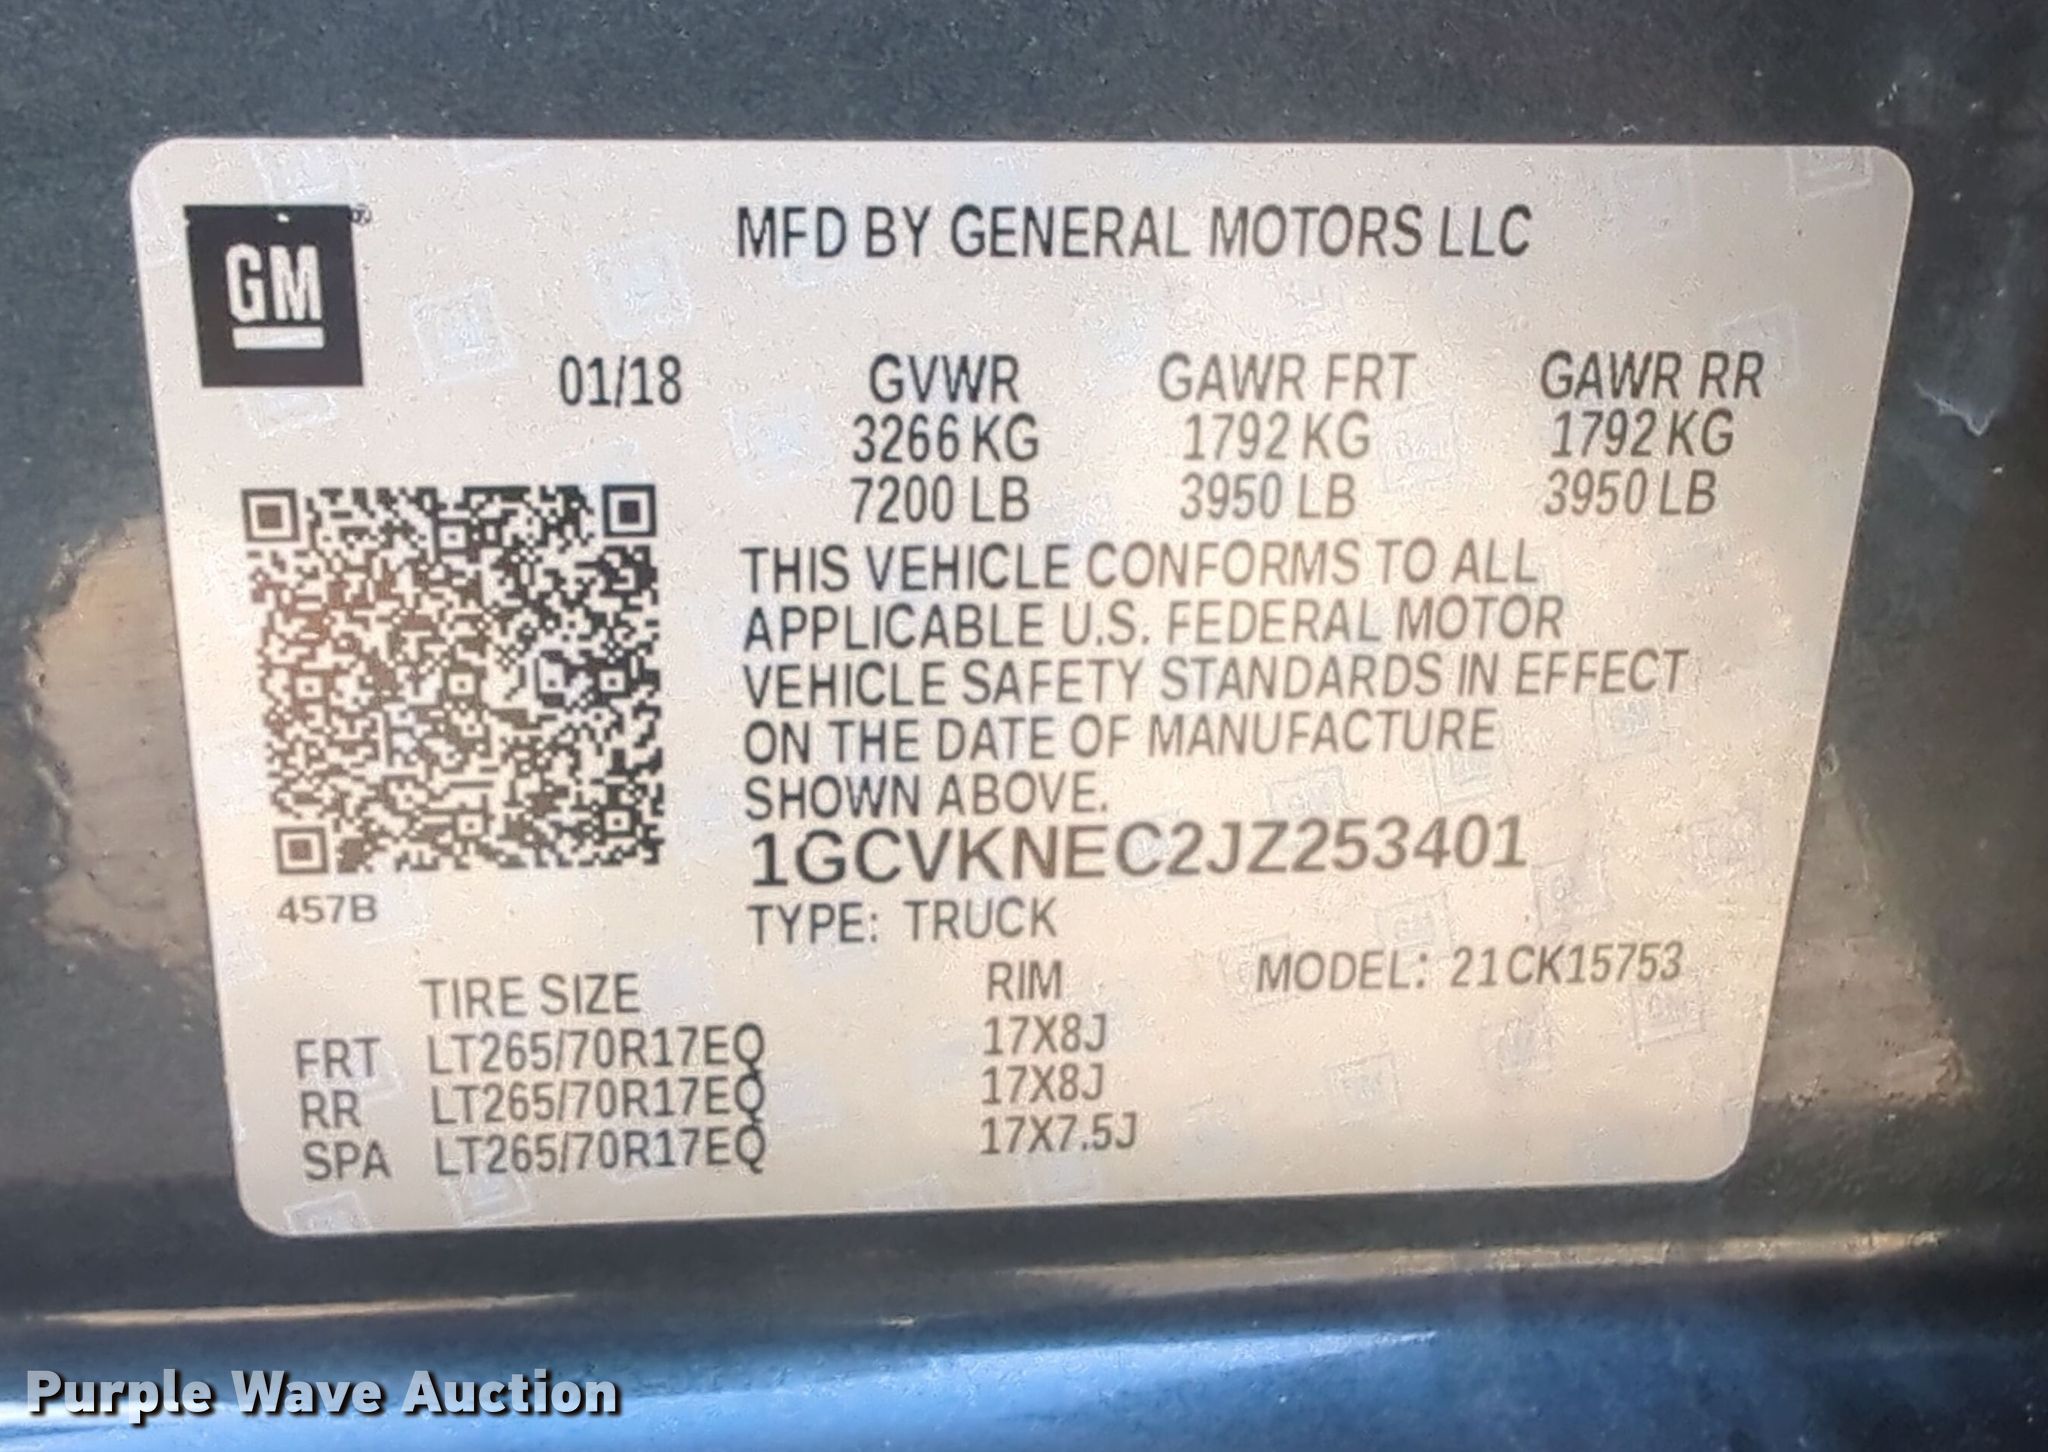 GM
MFD BY GENERAL MOTORS LLC
01/18 GVWR GAWR FRT GAWR RR
3266 KG 1792 KG 1792 KG
7200 LB 3950 LB 3950 LB
THIS VEHICLE CONFORMS TO ALL
APPLICABLE U.S. FEDERAL MOTOR
VEHICLE SAFETY STANDARDS IN EFFECT
ON THE DATE OF MANUFACTURE
SHOWN ABOVE.
1GCVKNEC2JZ253401
457B
TYPE: TRUCK
TIRE SIZE RIM MODEL: 21CK15753
FRT LT265/70R17EQ 17X8J
RR LT265/70R17EQ 17X8J
SPA LT265/70R17EQ 17X7.5J
Purple Wave Auction